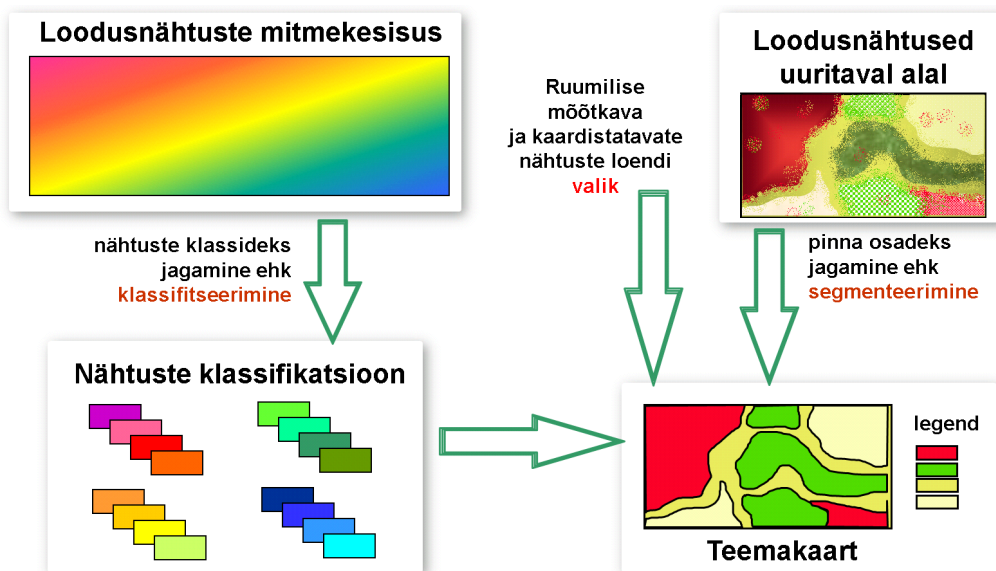 Loodusnähtuste mitmekesisus
nähtuste klassideks
jagamine ehk
klassifitseerimine
Ruumilise
mõõtkava
ja kaardistatavate
nähtuste loendi
valik
Loodusnähtused
uuritaval alal
pinna osadeks
jagamine ehk
segmenteerimine
Nähtuste klassifikatsioon
legend
Teemakaart